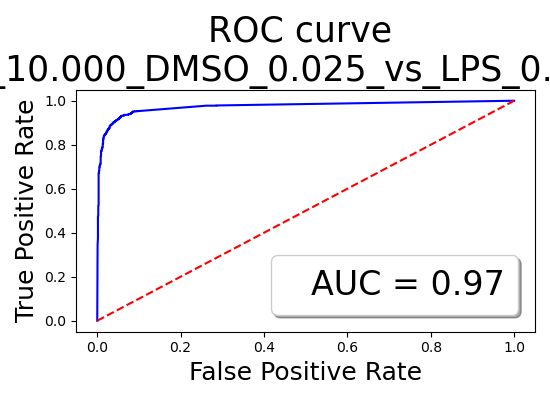 ROC curve
_10.000_DMSO_0.025_vs_LPS_0.
True Positive Rate
1.0
0.8
0.6
0.4
0.2
0.0
AUC = 0.97
0.0 0.2 0.4 0.6 0.8 1.0
False Positive Rate